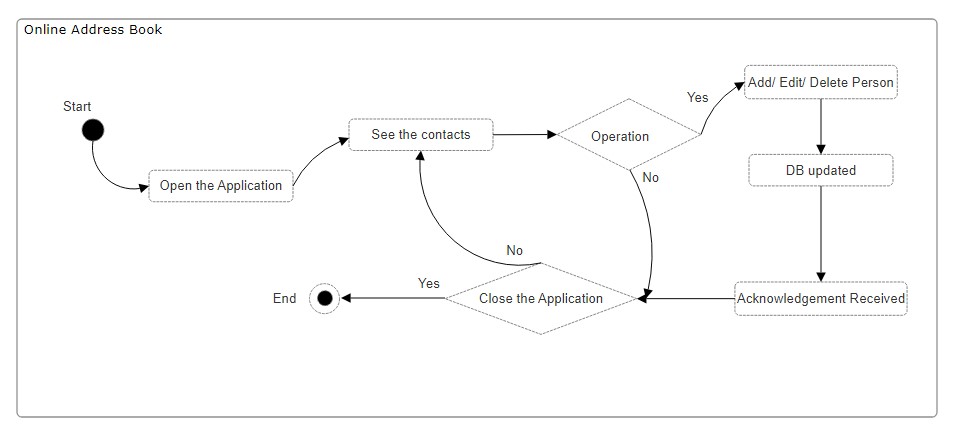 Online Address Book
Start
Open the Application
See the contacts
Operation
Yes
Add/ Edit/ Delete Person
DB updated
Acknowledgement Received
No
Close the Application
No
Yes
End